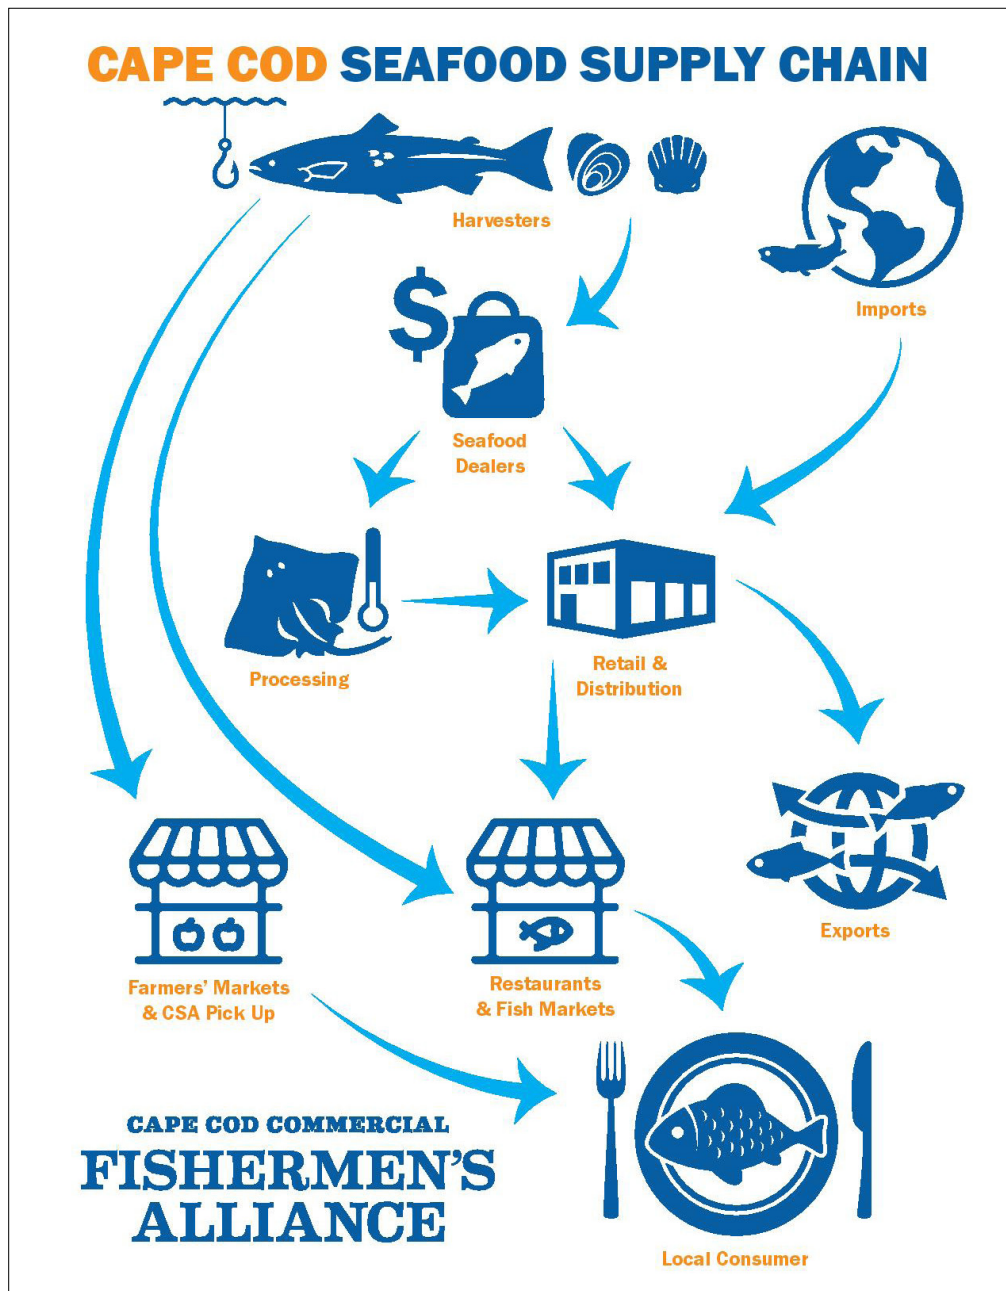 CAPE COD SEAFOOD SUPPLY CHAIN
Harvesters
Imports
$
Seafood
Dealers
Processing
Retail &
Distribution
Exports
Farmers' Markets
& CSA Pick Up
Restaurants
& Fish Markets
CAPE COD COMMERCIAL
FISHERMEN'S
ALLIANCE
Local Consumer